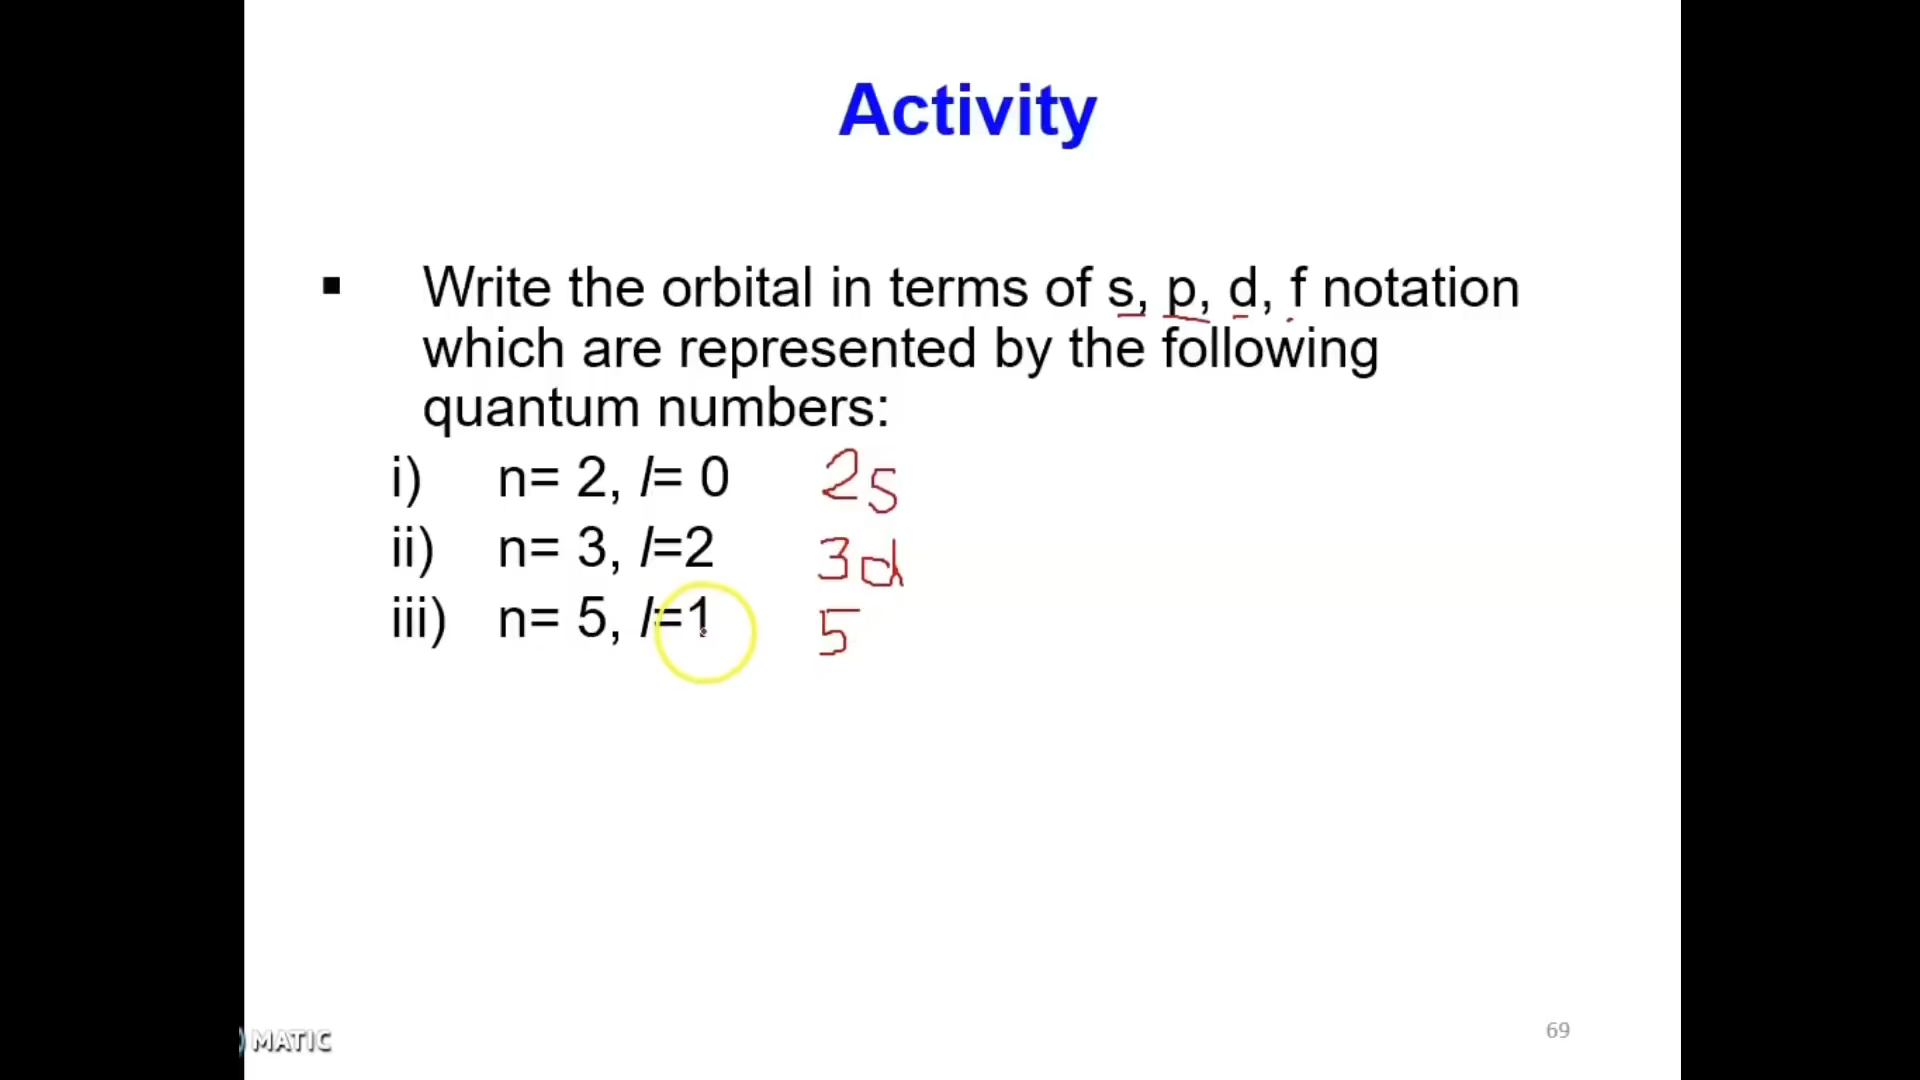 Activity
▪ Write the orbital in terms of s, p, d, f notation
which are represented by the following
quantum numbers:
i) n= 2, l= 0 2s
ii) n= 3, l=2 3d
iii) n= 5, l=1 5
MATIC
69